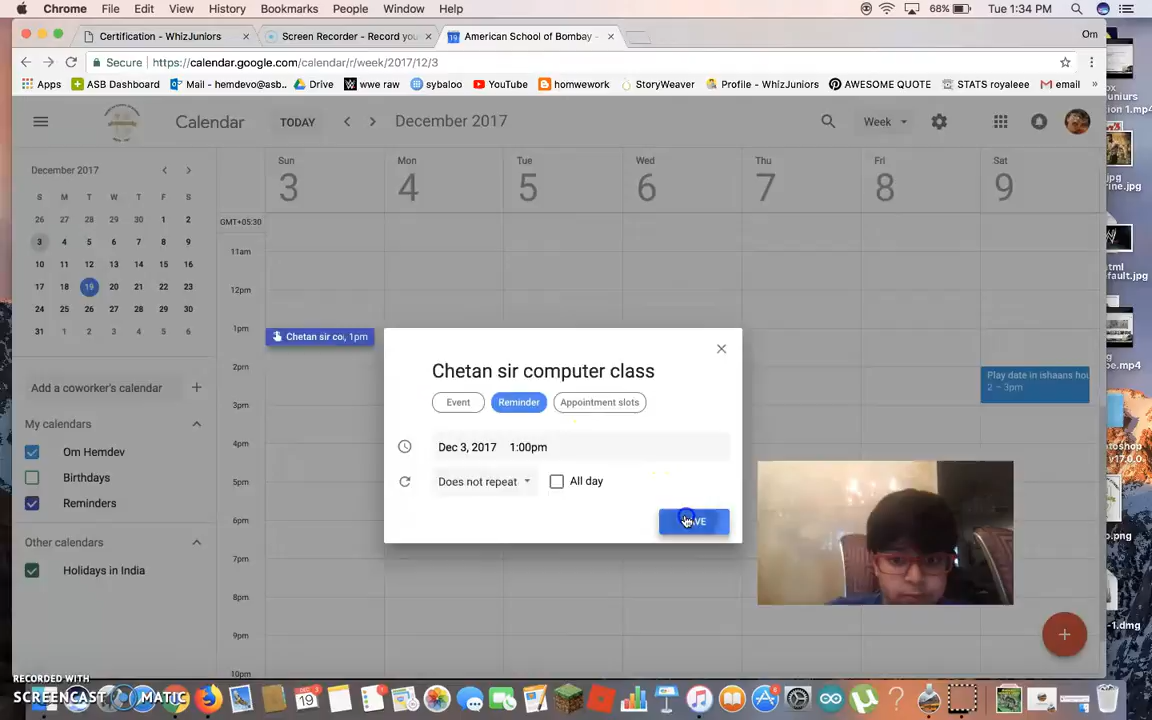 Chrome File Edit View History Bookmarks People Window Help 68% Tue 1:34 PM
Certification - WhizJuniors Screen Recorder - Record you American School of Bombay - Om
Secure https://calendar.google.com/calendar/r/week/2017/12/3
Apps ASB Dashboard Mail - hemdevo@asb.. Drive wwe raw sybaloo YouTube homwework StoryWeaver Profile - WhizJuniors AWESOME QUOTE STATS royaleee email
Calendar TODAY December 2017 Week
December 2017
S M T W T F S
26 27 28 29 30 1 2
3 4 5 6 7 8 9
10 11 12 13 14 15 16
17 18 19 20 21 22 23
24 25 26 27 28 29 30
31 1 2 3 4 5 6
Add a coworker's calendar
My calendars
Om Hemdev
Birthdays
Reminders
Other calendars
Holidays in India
Sun Mon Tue Wed Thu Fri Sat
3 4 5 6 7 8 9
GMT+05:30
11am
12pm
1pm
2pm
3pm
4pm
5pm
6pm
7pm
8pm
9pm
10pm
Chetan sir co, 1pm
Play date in ishaans hou
2 – 3pm
Chetan sir computer class
Event Reminder Appointment slots
Dec 3, 2017 1:00pm
Does not repeat All day
RECORDED WITH
SCREENCAST MATIC